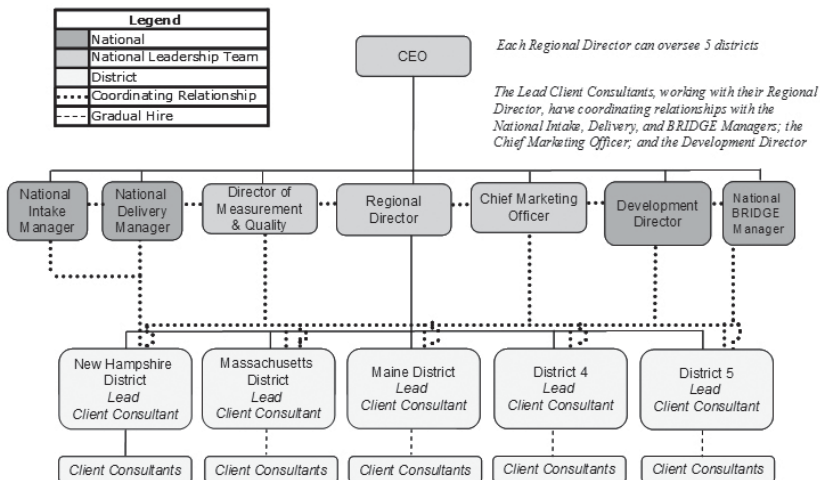 Legend
National
National Leadership Team
District
Coordinating Relationship
Gradual Hire
CEO
Each Regional Director can oversee 5 districts
The Lead Client Consultants, working with their Regional
Director, have coordinating relationships with the
National Intake, Delivery, and BRIDGE Managers; the
Chief Marketing Officer; and the Development Director
National
Intake
Manager
National
Delivery
Manager
Director of
Measurement
& Quality
Regional
Director
Chief Marketing
Officer
Development
Director
National
BRIDGE
Manager
New Hampshire
District
Lead
Client Consultant
Massachusetts
District
Lead
Client Consultant
Maine District
Lead
Client Consultant
District 4
Lead
Client Consultant
District 5
Lead
Client Consultant
Client Consultants
Client Consultants
Client Consultants
Client Consultants
Client Consultants